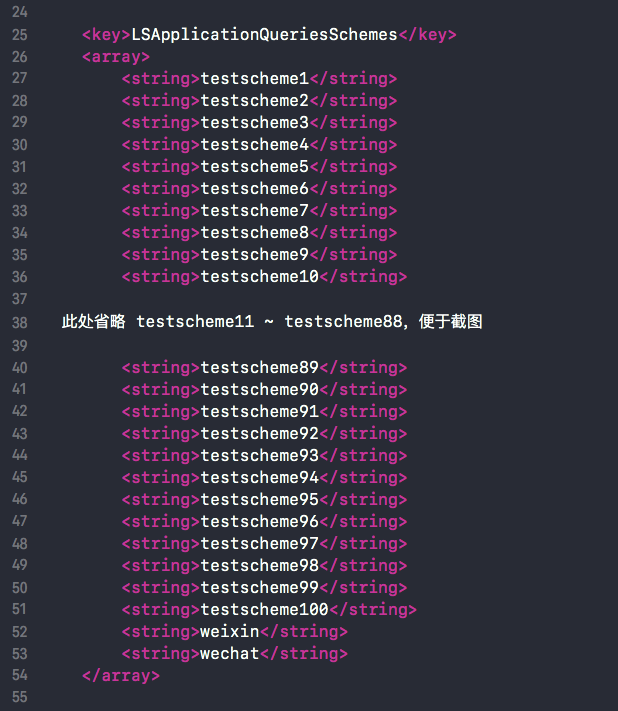 24
25 <key>LSApplicationQueriesSchemes</key>
26 <array>
27 <string>testscheme1</string>
28 <string>testscheme2</string>
29 <string>testscheme3</string>
30 <string>testscheme4</string>
31 <string>testscheme5</string>
32 <string>testscheme6</string>
33 <string>testscheme7</string>
34 <string>testscheme8</string>
35 <string>testscheme9</string>
36 <string>testscheme10</string>
37
38 此处省略 testscheme11 ~ testscheme88，便于截图
39
40 <string>testscheme89</string>
41 <string>testscheme90</string>
42 <string>testscheme91</string>
43 <string>testscheme92</string>
44 <string>testscheme93</string>
45 <string>testscheme94</string>
46 <string>testscheme95</string>
47 <string>testscheme96</string>
48 <string>testscheme97</string>
49 <string>testscheme98</string>
50 <string>testscheme99</string>
51 <string>testscheme100</string>
52 <string>weixin</string>
53 <string>wechat</string>
54 </array>
55